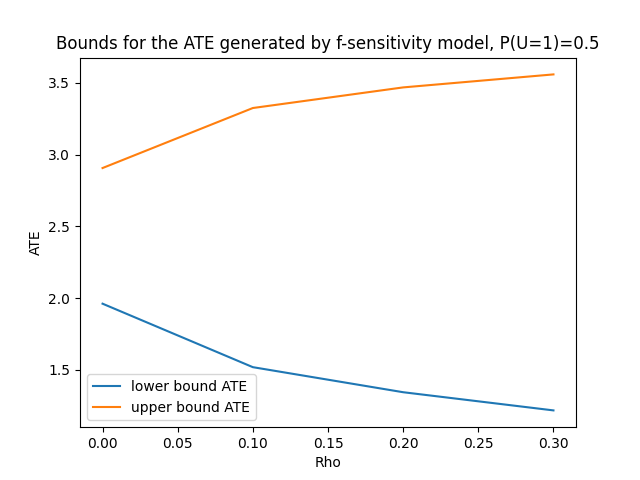 Bounds for the ATE generated by f-sensitivity model, P(U=1)=0.5
3.5
3.0
2.5
2.0
1.5
ATE
lower bound ATE
upper bound ATE
0.00 0.05 0.10 0.15 0.20 0.25 0.30
Rho